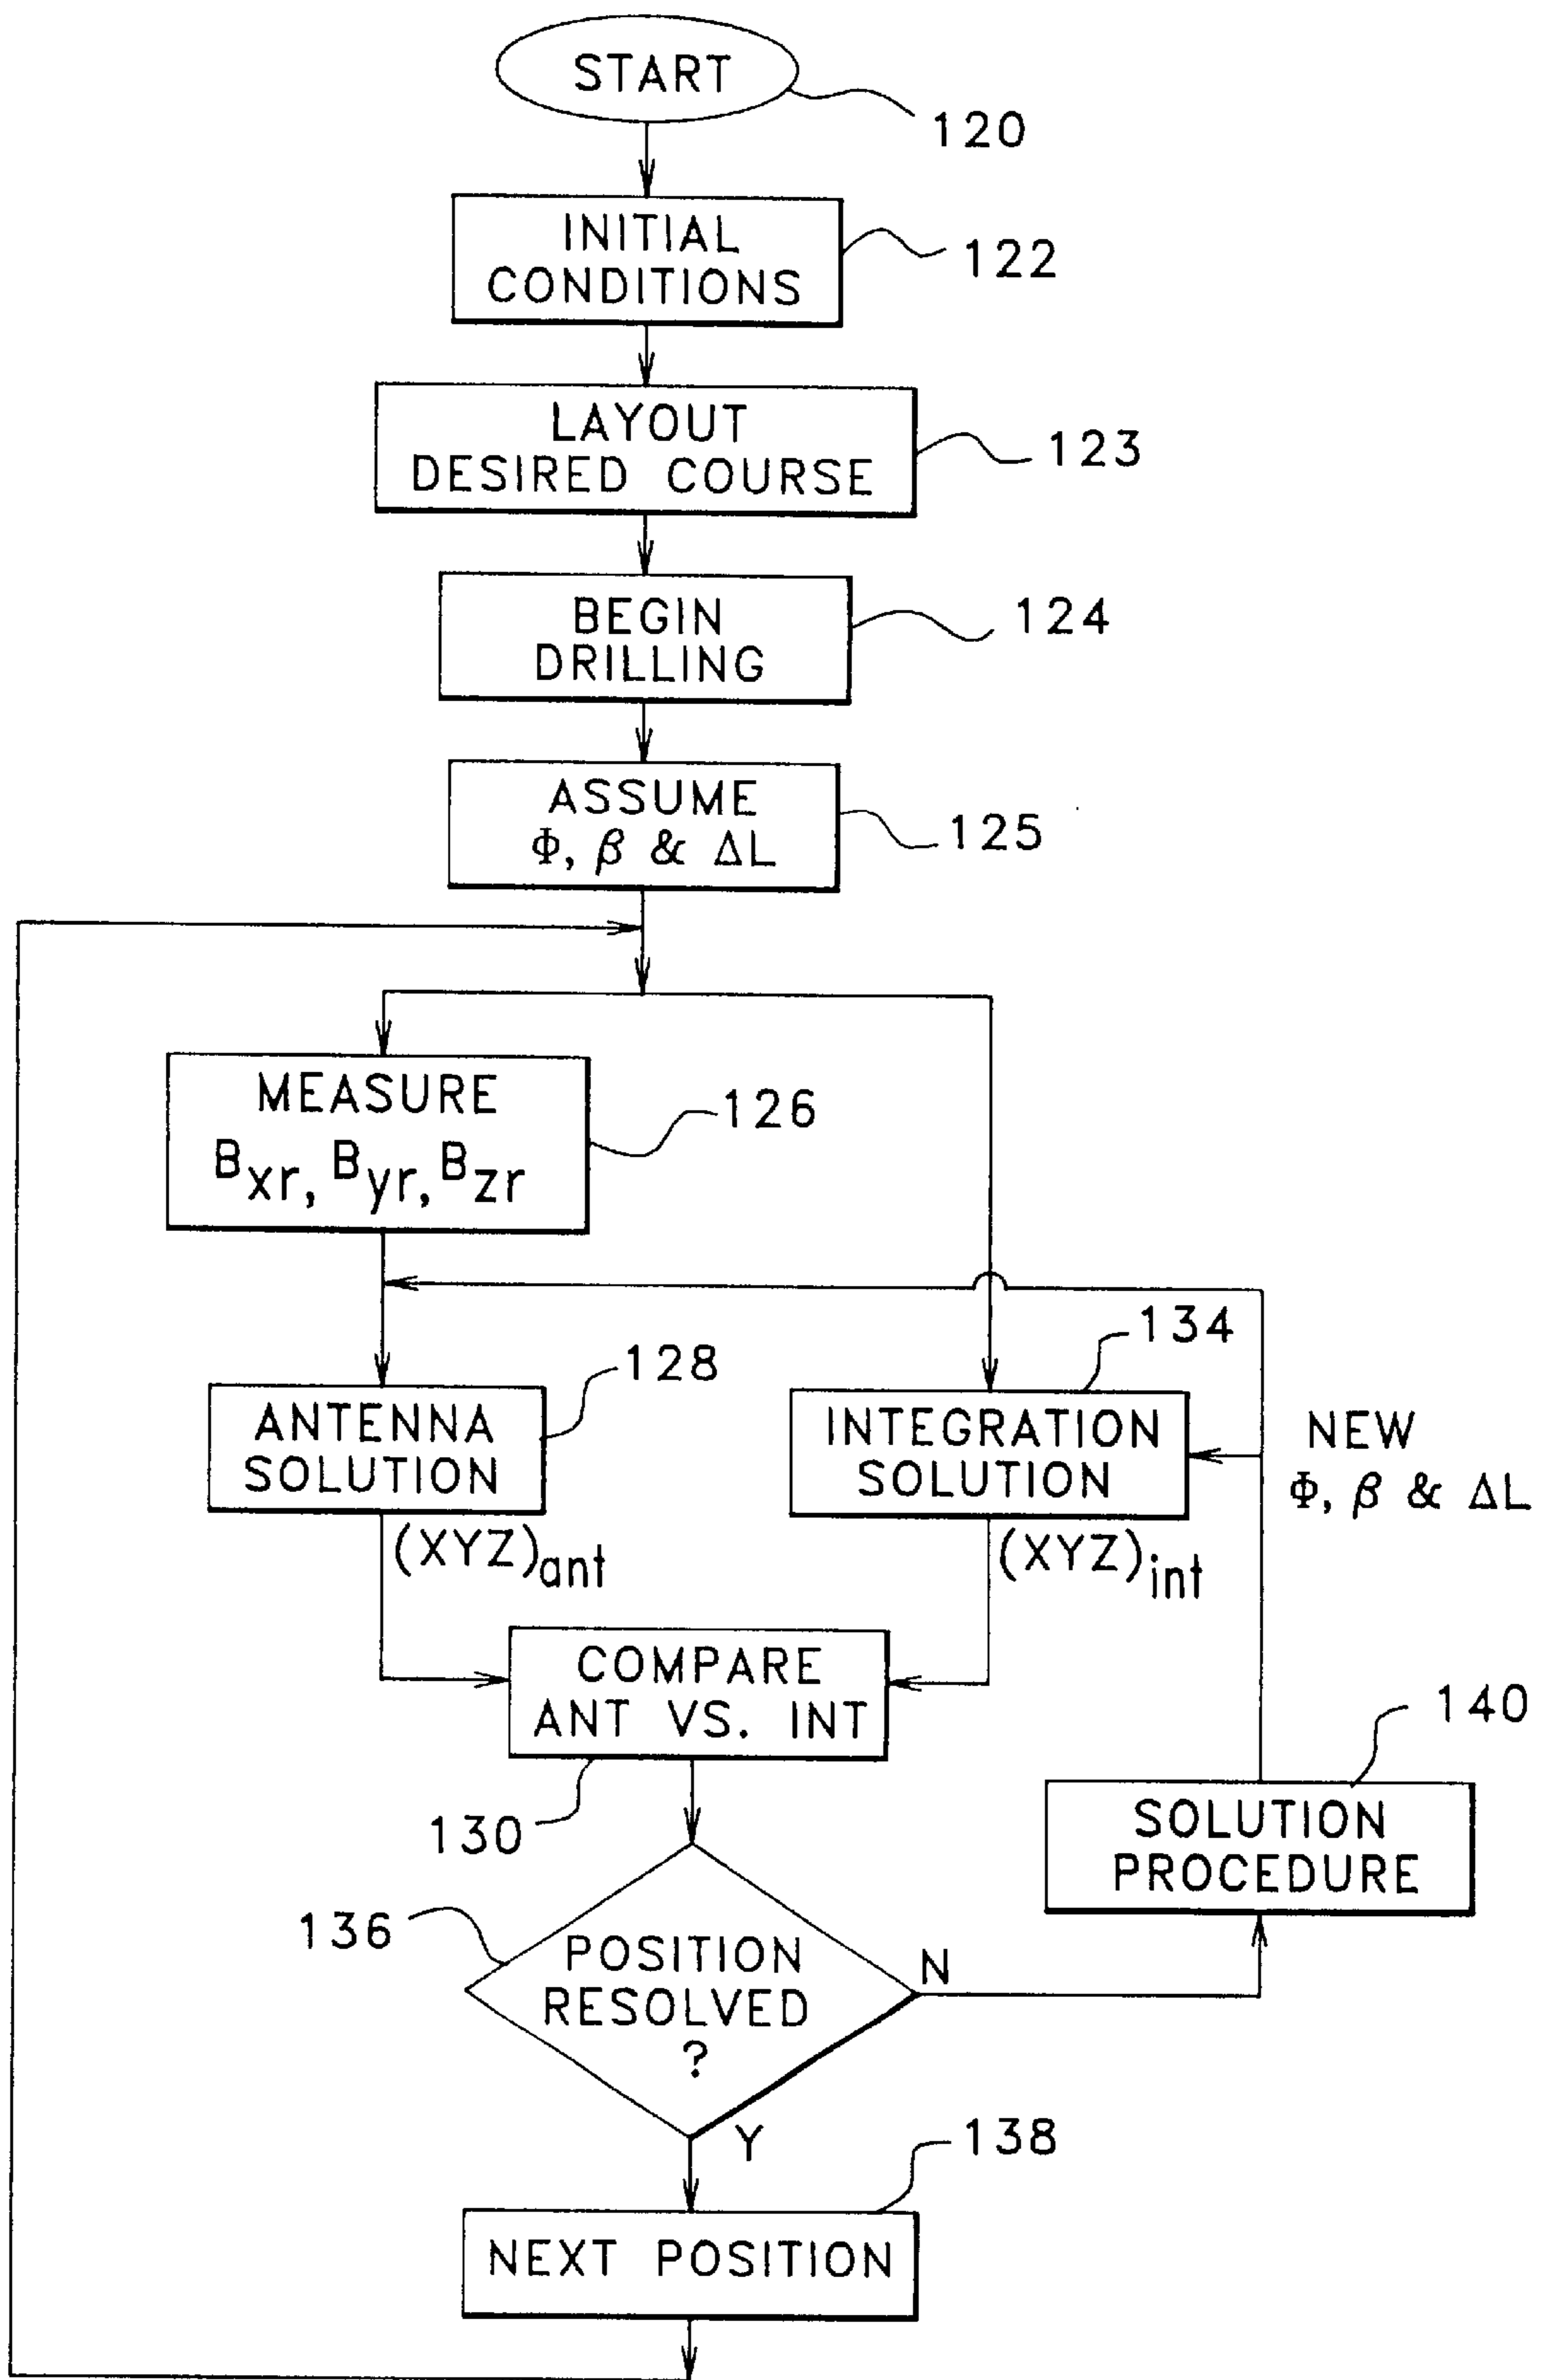 START
120
INITIAL
CONDITIONS
122
LAYOUT
DESIRED COURSE
123
BEGIN
DRILLING
124
ASSUME
Φ, β & ΔL
125
MEASURE
Bxr, Byr, Bzr
126
134
128
ANTENNA
SOLUTION
INTEGRATION
SOLUTION
NEW
Φ, β & ΔL
(XYZ)ant
(XYZ)int
COMPARE
ANT VS. INT
130
140
SOLUTION
PROCEDURE
136
POSITION
RESOLVED
?
N
Y
138
NEXT POSITION